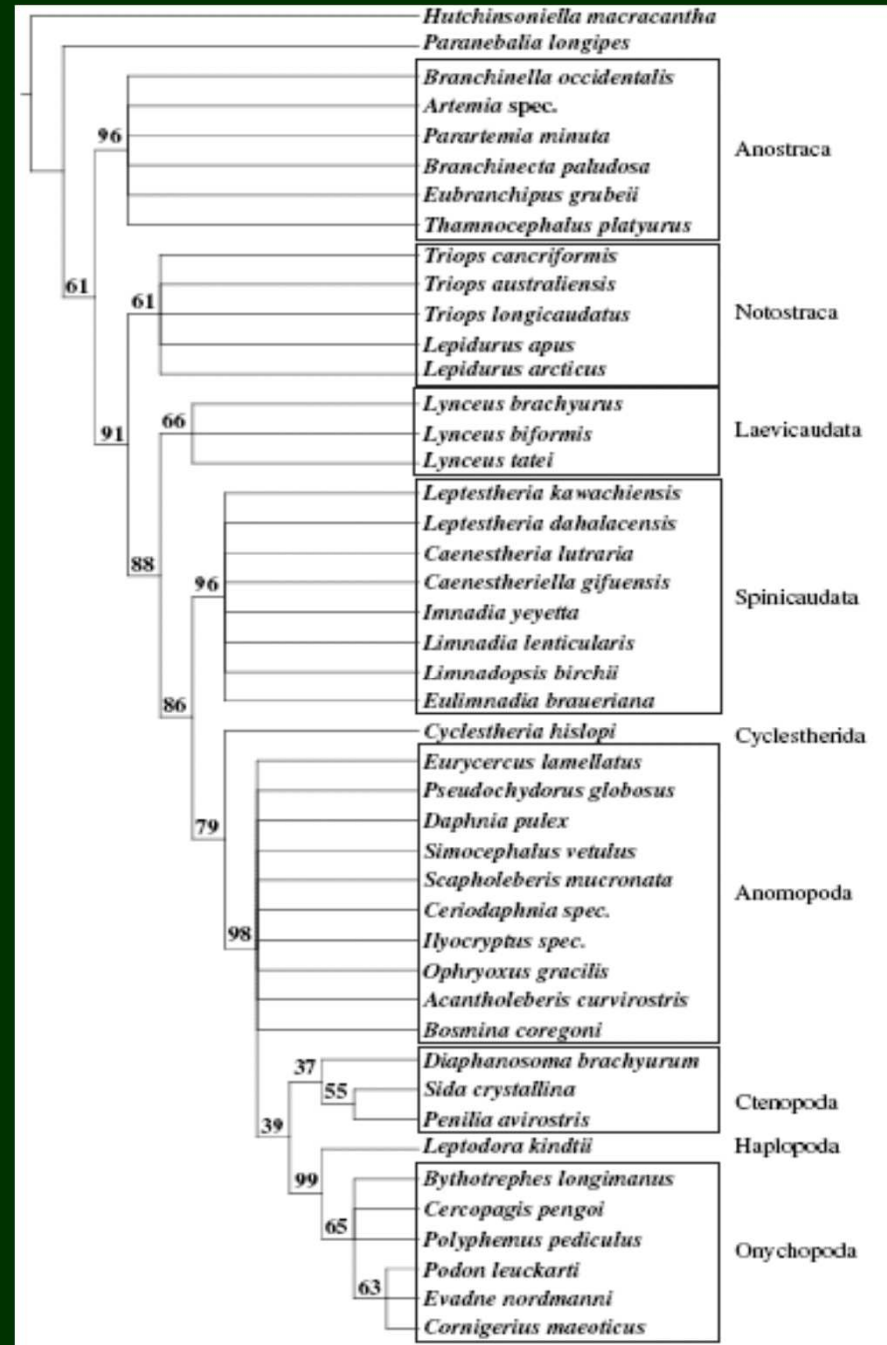 Hutchinsoniella macracantha
Paranebalia longipes
Branchinella occidentalis
Artemia spec.
96
Parartemia minuta
Anostraca
Branchinecta paludosa
Eubranchipus grubeii
Thamnocephalus platyurus
Triops cancriformis
61
Triops australiensis
61
Triops longicaudatus
Notostraca
Lepidurus apus
Lepidurus arcticus
Lynceus brachyurus
66
Lynceus biformis
Laevicaudata
91
Lynceus tatei
Leptestheria kawachiensis
Leptestheria dahalacensis
Caenestheria lutraria
88
Caenestheriella gifuensis
96
Imnadia yeyetta
Spinicaudata
Limnadia lenticularis
Limnadopsis birchii
Eulimnadia braueriana
86
Cyclestheria hislopi
Cyclestherida
Eurycercus lamellatus
Pseudochydorus globosus
Daphnia pulex
79
Simocephalus vetulus
Scapholeberis mucronata
Anomopoda
Ceriodaphnia spec.
98
Ilyocryptus spec.
Ophryoxus gracilis
Acantholeberis curvirostris
Bosmina coregoni
Diaphanosoma brachyurum
37
Sida crystallina
55
Ctenopoda
Penilia avirostris
39
Leptodora kindtii
Haplopoda
99
Bythotrephes longimanus
Cercopagis pengoi
65
Polyphemus pediculus
Onychopoda
Podon leuckarti
63
Evadne nordmanni
Cornigerius maeoticus